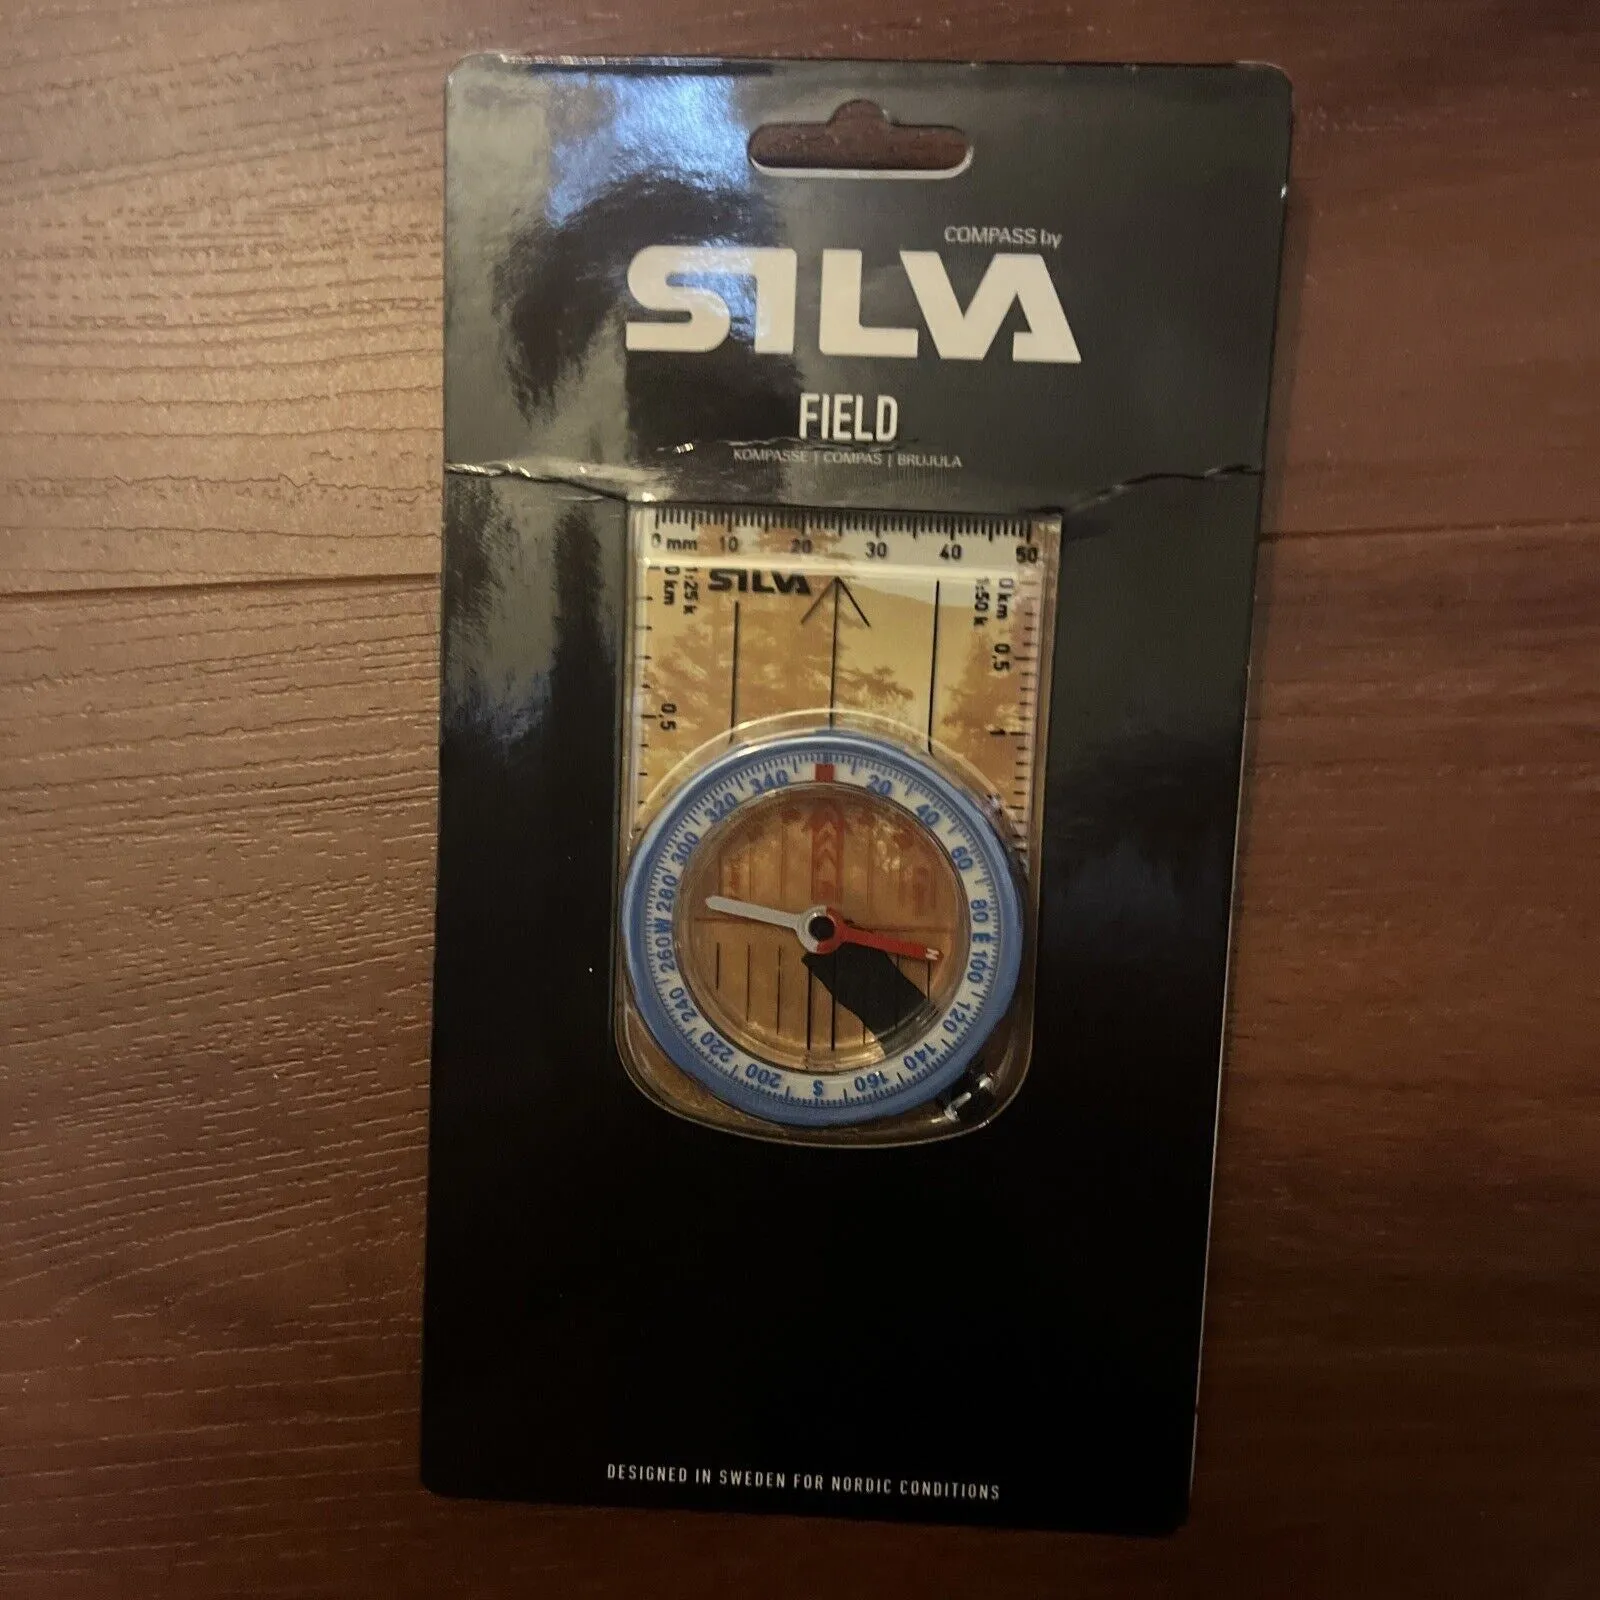 COMPASS by
SILVA
FIELD
KOMPASSE | COMPAS | BRUJULA
0 mm 10 20 30 40 50
SILVA
1:25 k
0 km
0,5
0 km 0,5 1
1:50 k
20 40 60 80 E 100 120 140 160 S 200 220 240 260 W 280 300 320 340
N
DESIGNED IN SWEDEN FOR NORDIC CONDITIONS